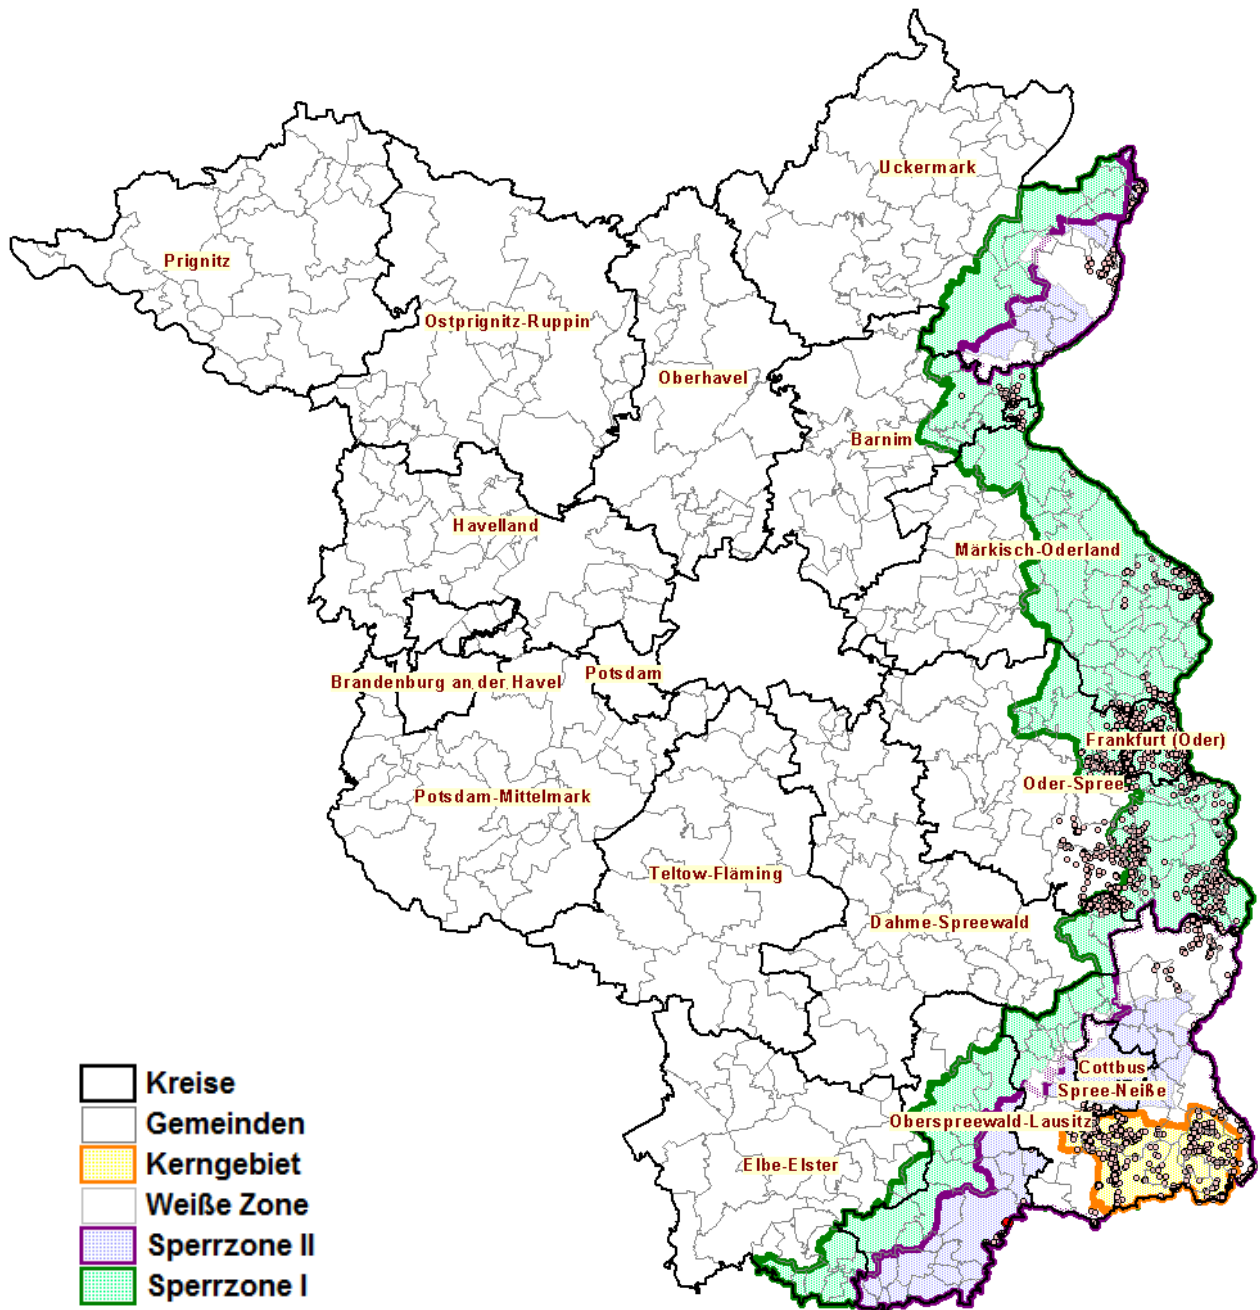 Uckermark
Prignitz
Ostprignitz-Ruppin
Oberhavel
Barnim
Havelland
Märkisch-Oderland
Brandenburg an der Havel
Potsdam
Frankfurt (Oder)
Oder-Spree
Potsdam-Mittelmark
Teltow-Fläming
Dahme-Spreewald
Cottbus
Spree-Neiße
Oberspreewald-Lausitz
Elbe-Elster
Kreise
Gemeinden
Kerngebiet
Weiße Zone
Sperrzone II
Sperrzone I